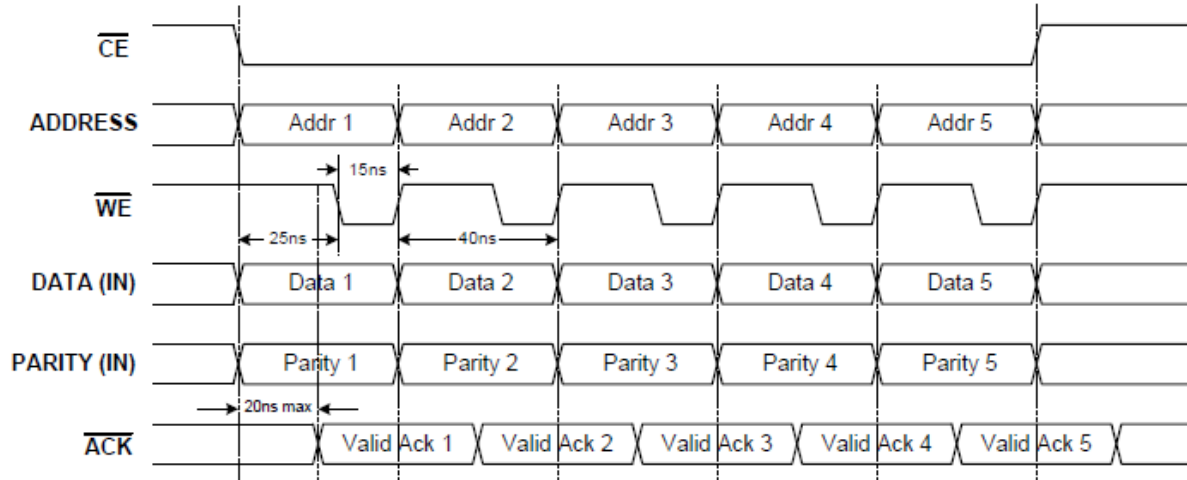 CE
ADDRESS Addr 1 Addr 2 Addr 3 Addr 4 Addr 5
15ns
WE
25ns 40ns
DATA (IN) Data 1 Data 2 Data 3 Data 4 Data 5
PARITY (IN) Parity 1 Parity 2 Parity 3 Parity 4 Parity 5
20ns max
ACK Valid Ack 1 Valid Ack 2 Valid Ack 3 Valid Ack 4 Valid Ack 5